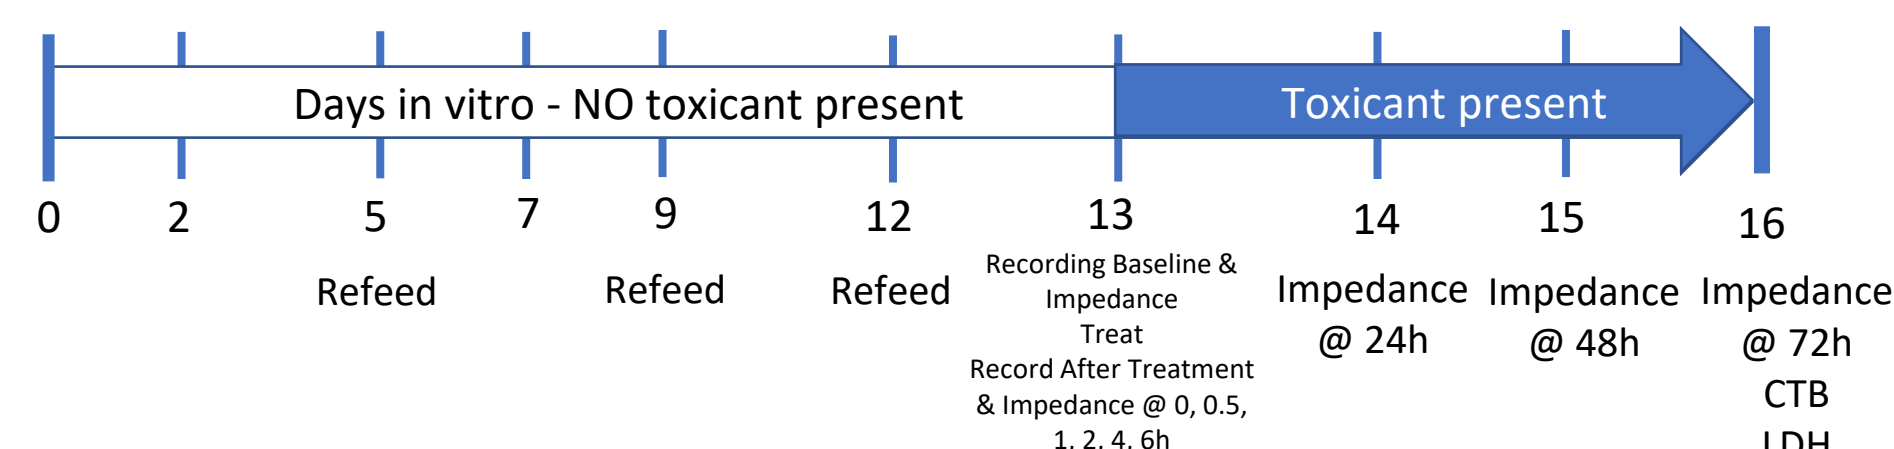 Days in vitro - NO toxicant present
Toxicant present
0
2
5
7
9
12
13
14
15
16
Refeed
Refeed
Refeed
Recording Baseline &
Impedance
Treat
Record After Treatment
& Impedance @ 0, 0.5,
1, 2, 4, 6h
Impedance
@ 24h
Impedance
@ 48h
Impedance
@ 72h
CTB
LDH